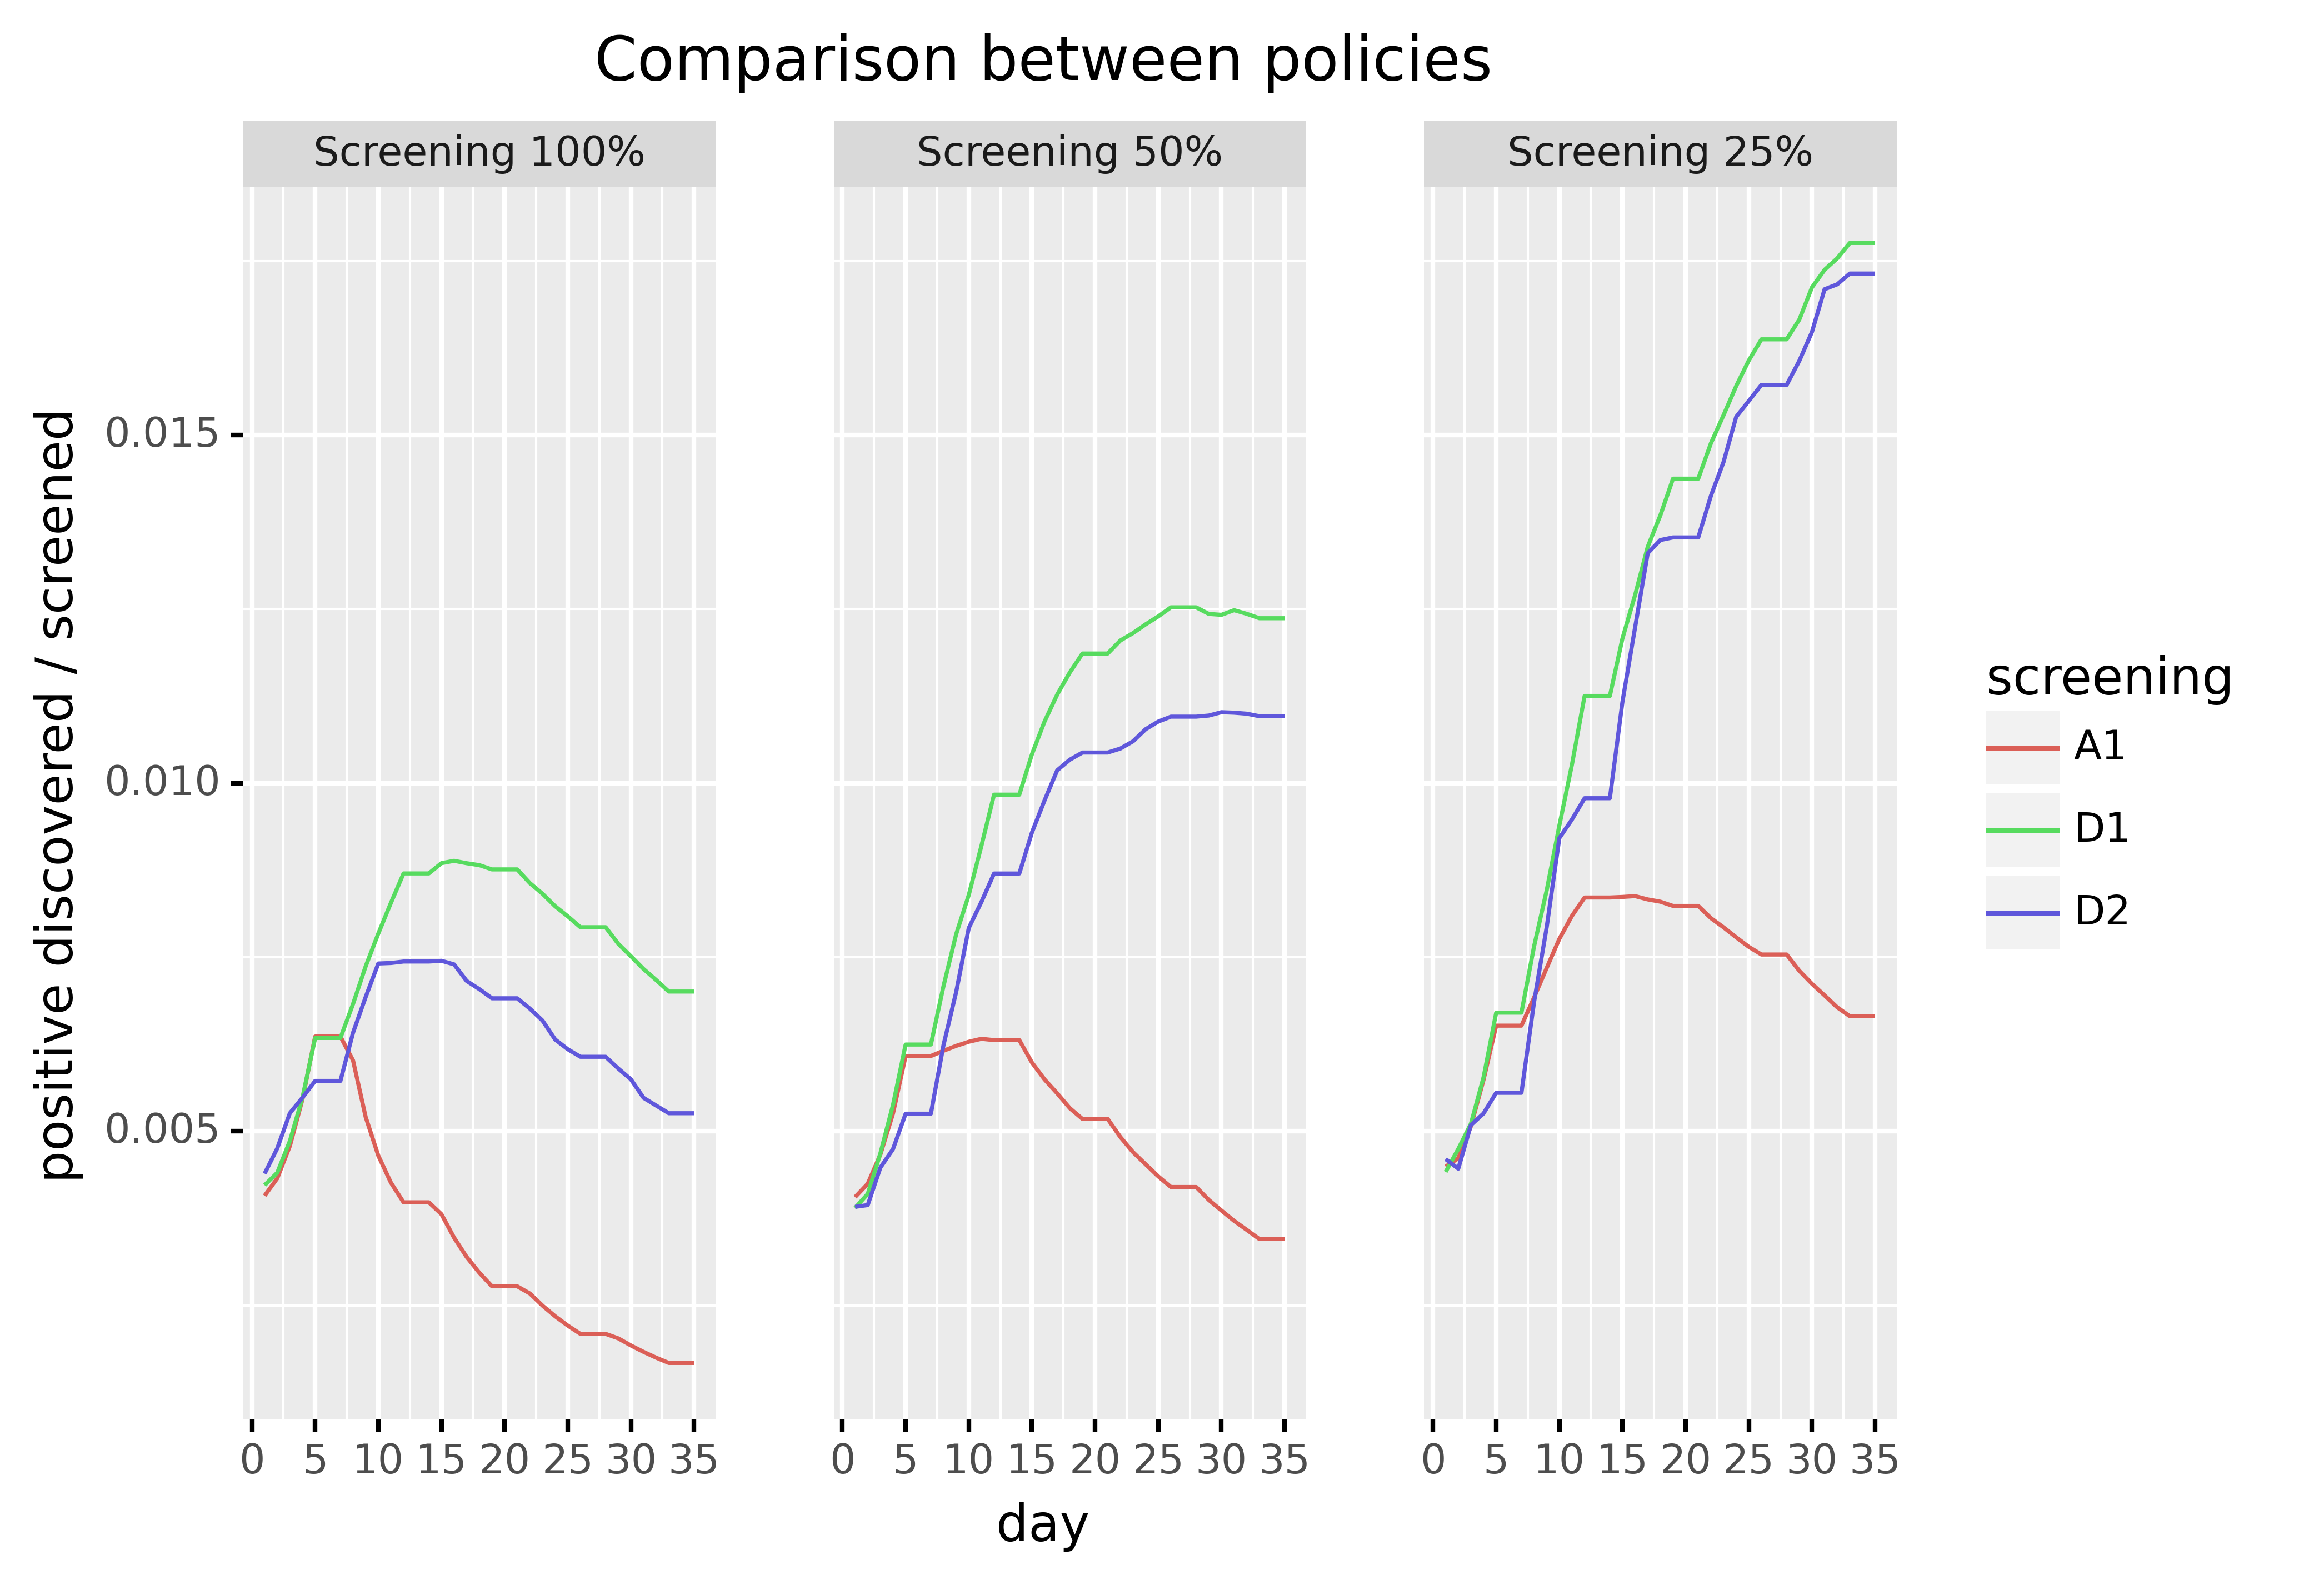 Comparison between policies
Screening 100%
Screening 50%
Screening 25%
positive discovered / screened
0.015
0.010
0.005
0 5 10 15 20 25 30 35
0 5 10 15 20 25 30 35
0 5 10 15 20 25 30 35
day
screening
A1
D1
D2